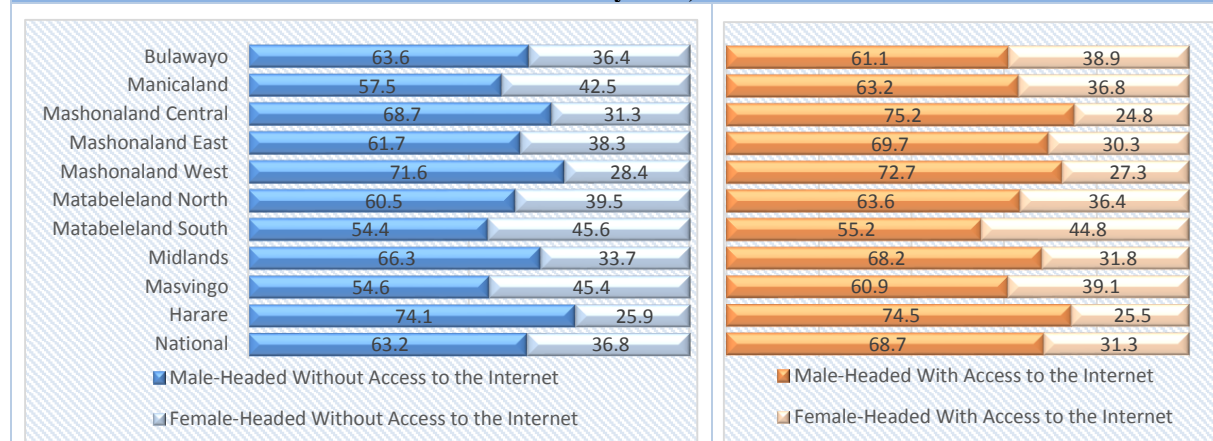 Bulawayo 63.6 36.4 61.1 38.9
Manicaland 57.5 42.5 63.2 36.8
Mashonaland Central 68.7 31.3 75.2 24.8
Mashonaland East 61.7 38.3 69.7 30.3
Mashonaland West 71.6 28.4 72.7 27.3
Matabeleland North 60.5 39.5 63.6 36.4
Matabeleland South 54.4 45.6 55.2 44.8
Midlands 66.3 33.7 68.2 31.8
Masvingo 54.6 45.4 60.9 39.1
Harare 74.1 25.9 74.5 25.5
National 63.2 36.8 68.7 31.3
Male-Headed Without Access to the Internet
Female-Headed Without Access to the Internet
Male-Headed With Access to the Internet
Female-Headed With Access to the Internet